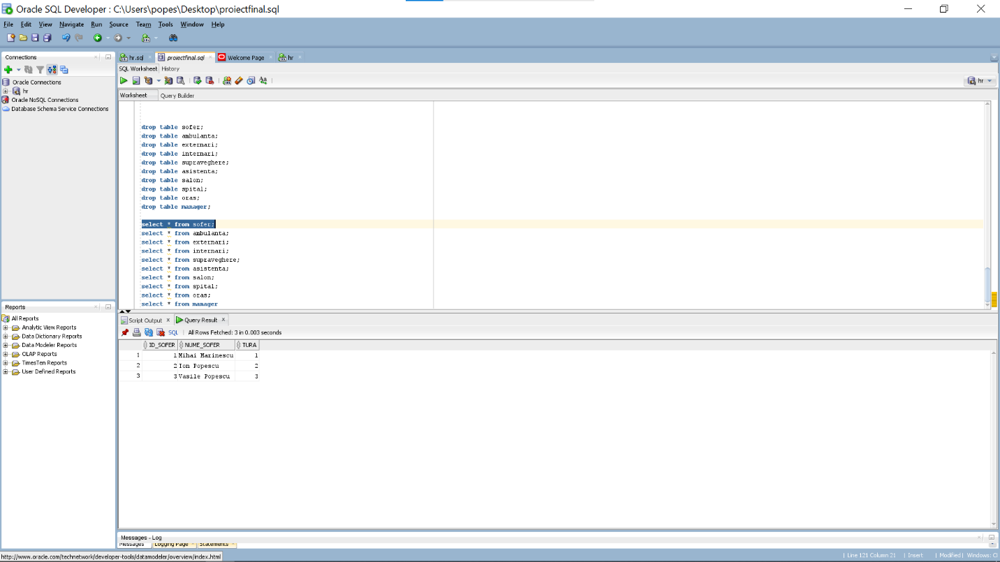 Oracle SQL Developer : C:\Users\popes\Desktop\proiectfinal.sql
File Edit View Navigate Run Source Team Tools Window Help
Connections
Oracle Connections
hr
Oracle NoSQL Connections
Database Schema Service Connections
hr.sql proiectfinal.sql Welcome Page hr
SQL Worksheet History
hr
Worksheet Query Builder
drop table sofer;
drop table ambulanta;
drop table externari;
drop table internari;
drop table supraveghere;
drop table asistenta;
drop table salon;
drop table spital;
drop table oras;
drop table manager;
select * from sofer;
select * from ambulanta;
select * from externari;
select * from internari;
select * from supraveghere;
select * from asistenta;
select * from salon;
select * from spital;
select * from oras;
select * from manager
Reports
All Reports
Analytic View Reports
Data Dictionary Reports
Data Modeler Reports
OLAP Reports
TimesTen Reports
User Defined Reports
Script Output x Query Result x
SQL | All Rows Fetched: 3 in 0.003 seconds
ID_SOFER NUME_SOFER TURA
1 1 Mihai Marinescu 1
2 2 Ion Popescu 2
3 3 Vasile Popescu 3
Messages - Log
Messages Logging Page Statements
http://www.oracle.com/technetwork/developer-tools/datamodeler/overview/index.html
| Line 121 Column 21 | Insert | Modified | Windows: C